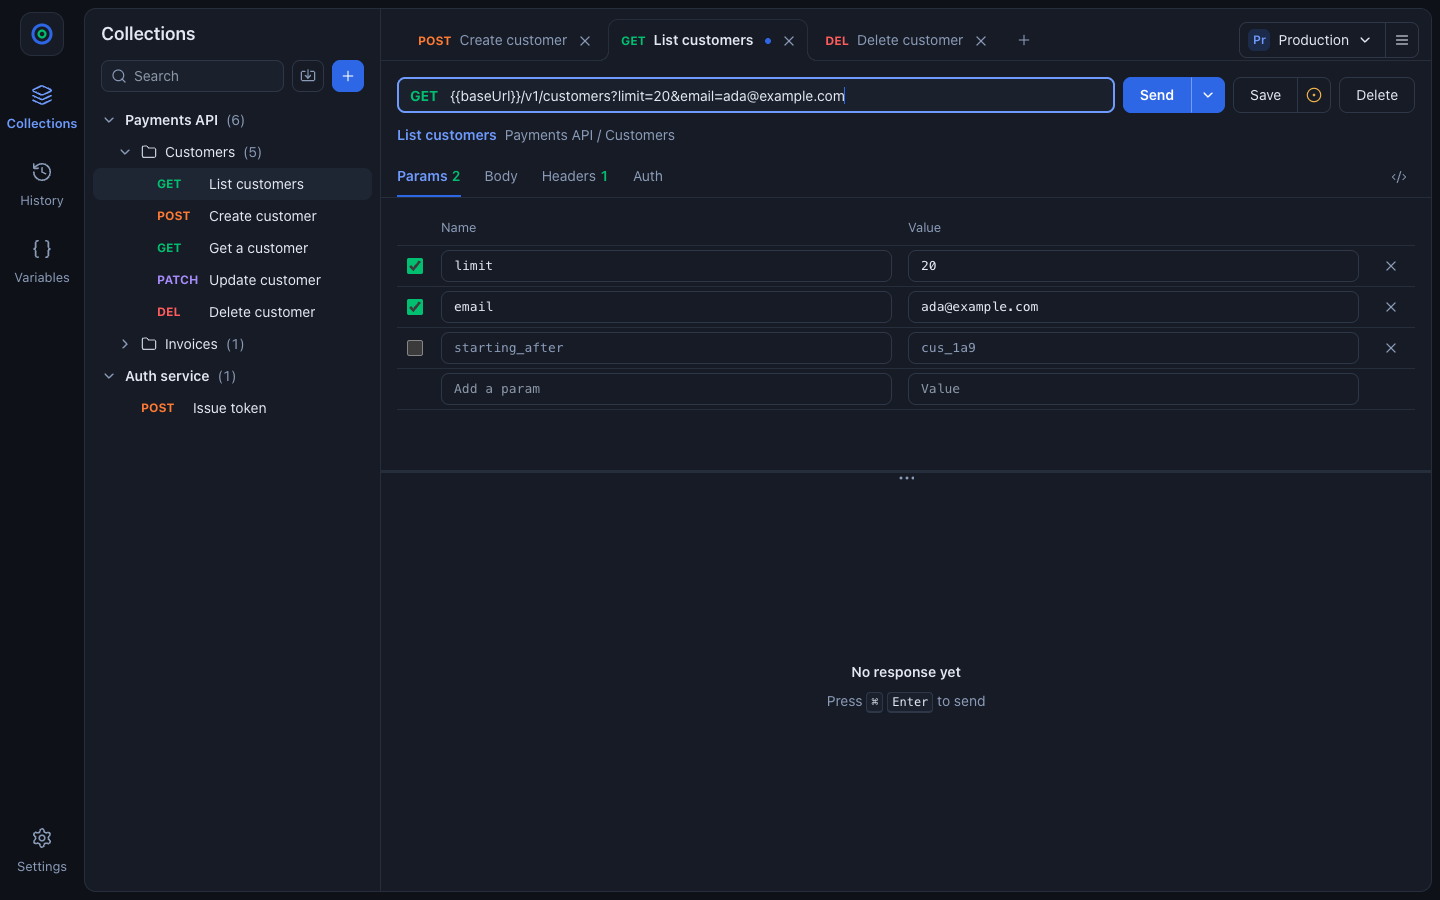 Collections
History
Variables
Settings
Collections
Search
Payments API (6)
Customers (5)
GET List customers
POST Create customer
GET Get a customer
PATCH Update customer
DEL Delete customer
Invoices (1)
Auth service (1)
POST Issue token
POST Create customer
GET List customers
DEL Delete customer
Pr Production
GET {{baseUrl}}/v1/customers?limit=20&email=ada@example.com
Send
Save
Delete
List customers Payments API / Customers
Params 2
Body
Headers 1
Auth
Name Value
limit 20
email ada@example.com
starting_after cus_1a9
Add a param Value
No response yet
Press ⌘ Enter to send